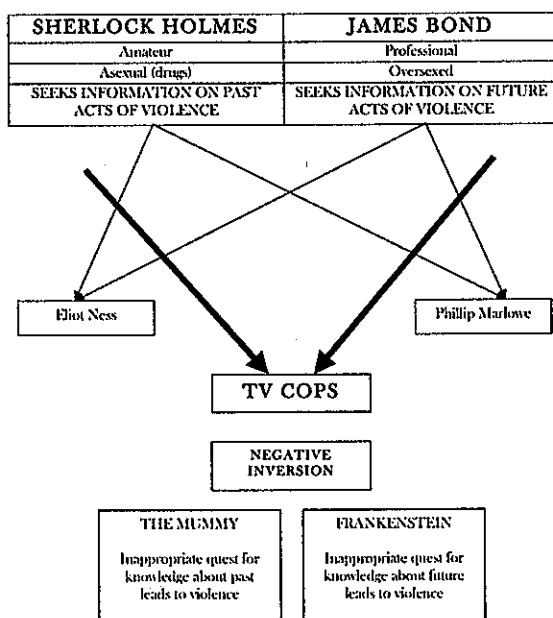 SHERLOCK HOLMES
JAMES BOND
Amateur
Professional
Asexual (drugs)
Oversexed
SEEKS INFORMATION ON PAST
ACTS OF VIOLENCE
SEEKS INFORMATION ON FUTURE
ACTS OF VIOLENCE
Eliot Ness
Phillip Marlowe
TV COPS
NEGATIVE
INVERSION
THE MUMMY
Inappropriate quest for
knowledge about past
leads to violence
FRANKENSTEIN
Inappropriate quest for
knowledge about future
leads to violence